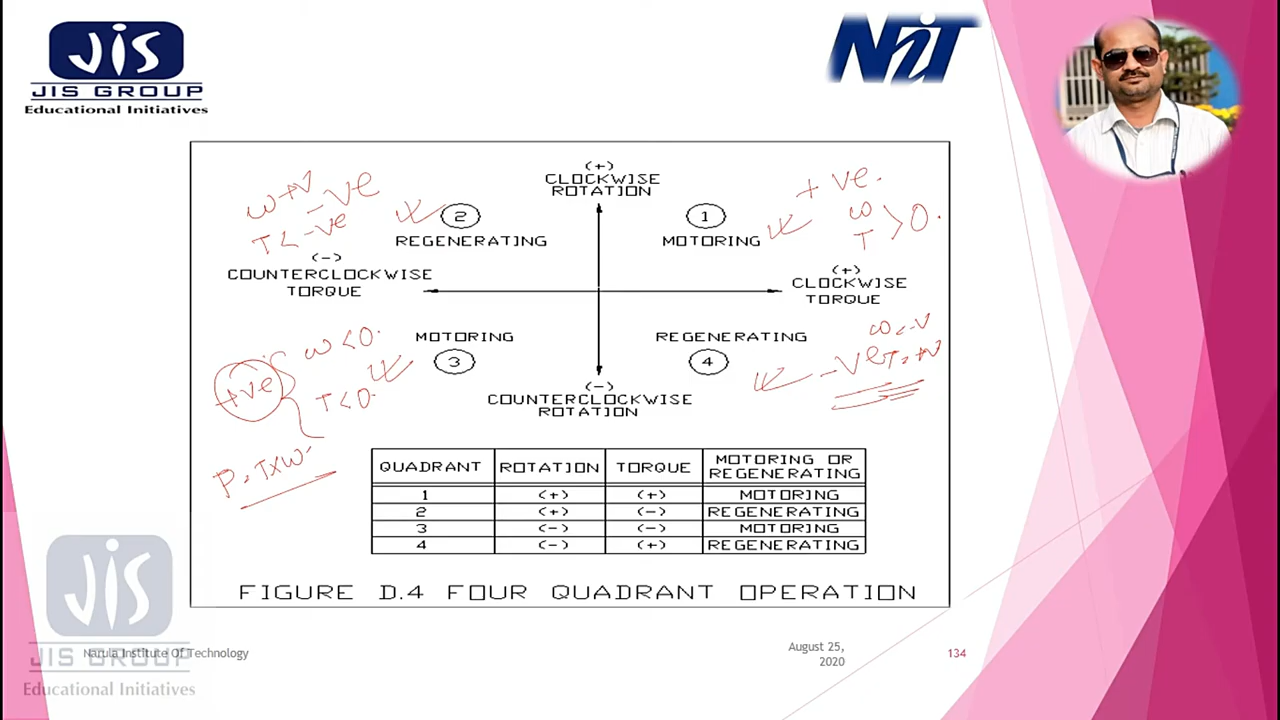 JIS
JIS GROUP
Educational Initiatives
NiT
(+)
CLOCKWISE
ROTATION
ω +v
-ve
T < -ve
2
REGENERATING
+ ve.
ω
T > 0.
1
MOTORING
(-)
COUNTERCLOCKWISE
TORQUE
(+)
CLOCKWISE
TORQUE
MOTORING
3
ω < 0.
T < 0.
+ve
P = T x ω
REGENERATING
4
ω = -v
-ve T = +v
(-)
COUNTERCLOCKWISE
ROTATION
QUADRANT ROTATION TORQUE MOTORING OR REGENERATING
1 (+) (+) MOTORING
2 (+) (-) REGENERATING
3 (-) (-) MOTORING
4 (-) (+) REGENERATING
FIGURE D.4 FOUR QUADRANT OPERATION
JIS
JIS GROUP
Educational Initiatives
Narula Institute Of Technology
August 25,
2020
134